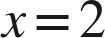 x = 2